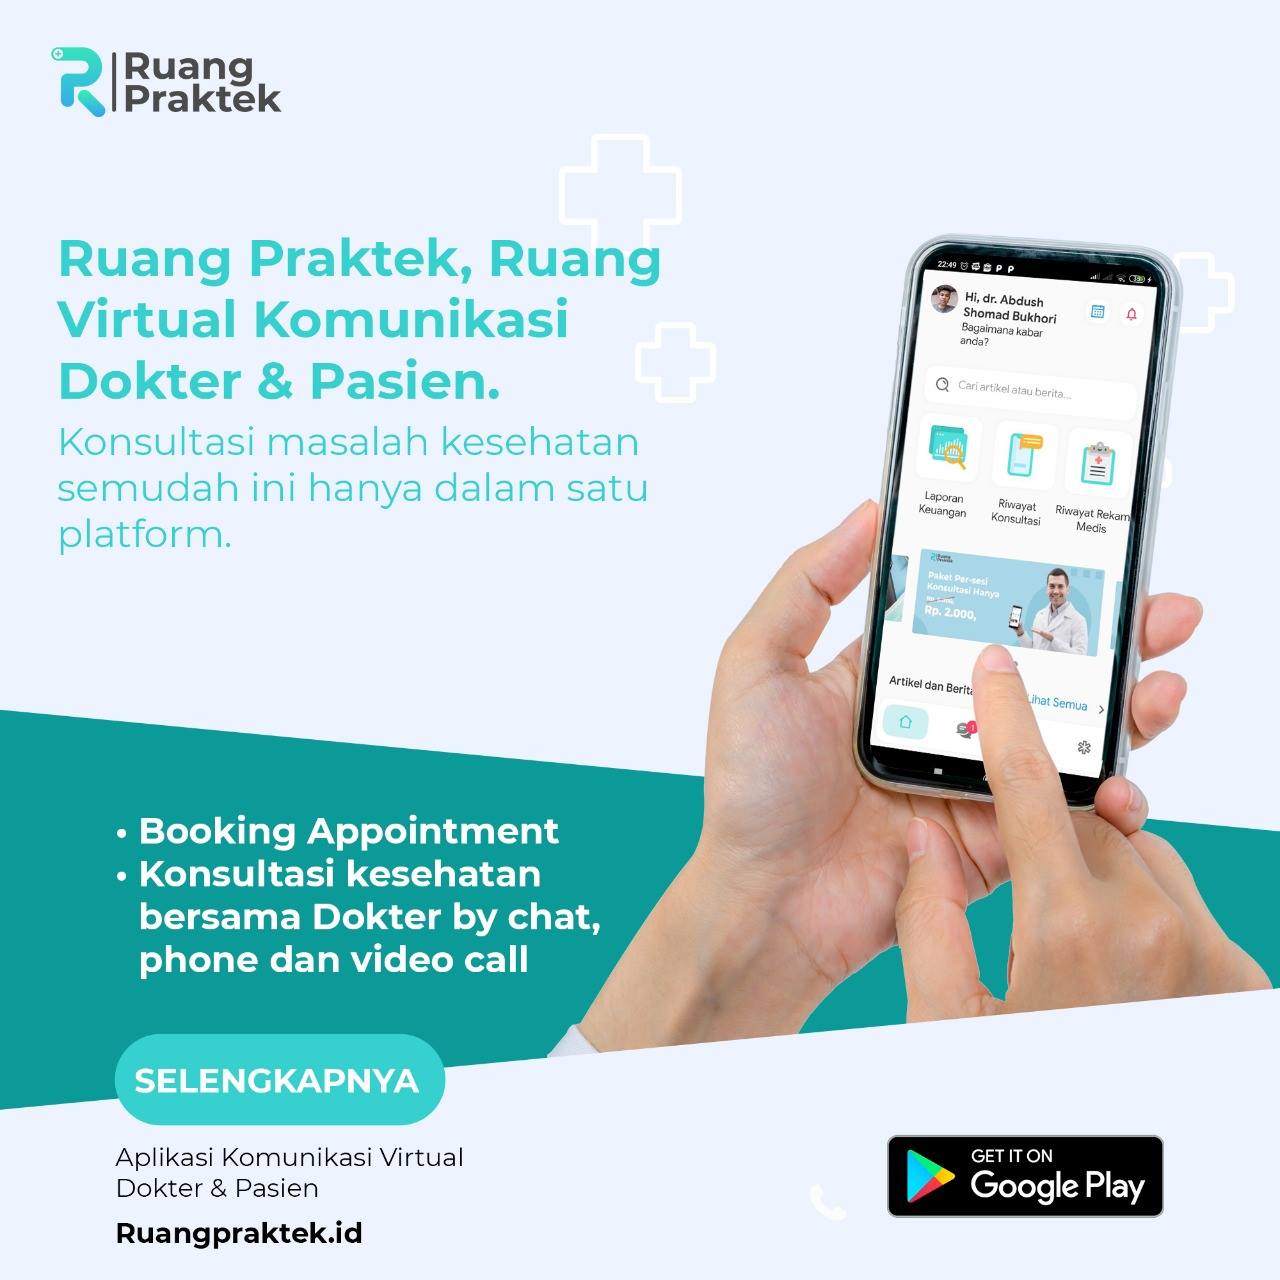 Ruang
Praktek
Ruang Praktek, Ruang
Virtual Komunikasi
Dokter & Pasien.
Konsultasi masalah kesehatan
semudah ini hanya dalam satu
platform.
22:49
Hi, dr. Abdush
Shomad Bukhori
Bagaimana kabar
anda?
Cari artikel atau berita...
Laporan
Keuangan
Riwayat
Konsultasi
Riwayat Rekam
Medis
Ruang
Praktek
Paket Per-sesi
Konsultasi Hanya
Rp. 2.000,
Artikel dan Berita
Lihat Semua
1
• Booking Appointment
• Konsultasi kesehatan
bersama Dokter by chat,
phone dan video call
SELENGKAPNYA
Aplikasi Komunikasi Virtual
Dokter & Pasien
Ruangpraktek.id
GET IT ON
Google Play